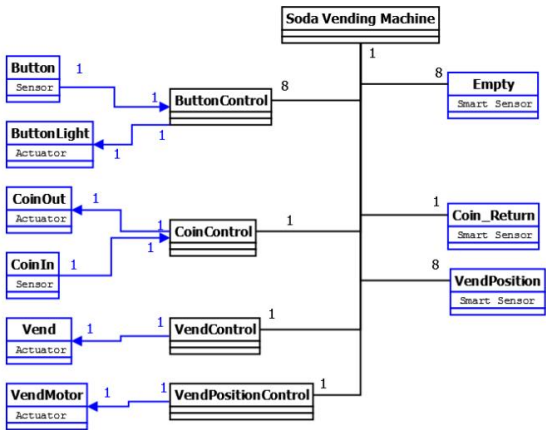 Soda Vending Machine
1
Button
Sensor
1
1
ButtonControl
8
ButtonLight
Actuator
1
1
8
Empty
Smart Sensor
CoinOut
Actuator
1
1
CoinControl
1
1
CoinIn
Sensor
1
1
Coin_Return
Smart Sensor
8
VendPosition
Smart Sensor
Vend
Actuator
1
1
VendControl
1
VendMotor
Actuator
1
1
VendPositionControl
1